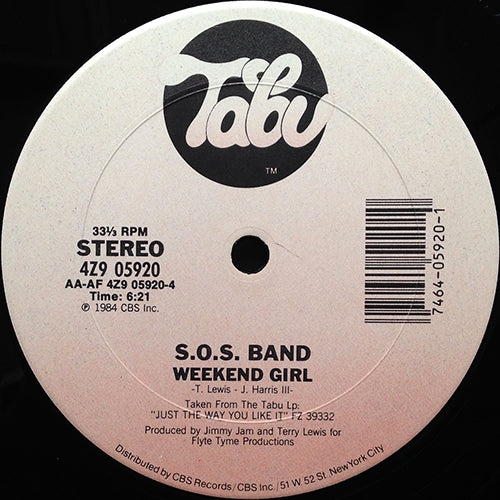 Tabu
TM
33⅓ RPM
STEREO
4Z9 05920
AA-AF 4Z9 05920-4
Time: 6:21
℗ 1984 CBS Inc.
7464-05920-1
S.O.S. BAND
WEEKEND GIRL
-T. Lewis - J. Harris III-
Taken From The Tabu Lp:
"JUST THE WAY YOU LIKE IT" FZ 39332
Produced by Jimmy Jam and Terry Lewis for
Flyte Tyme Productions
Distributed by CBS Records/CBS Inc./51 W 52 St. New York City